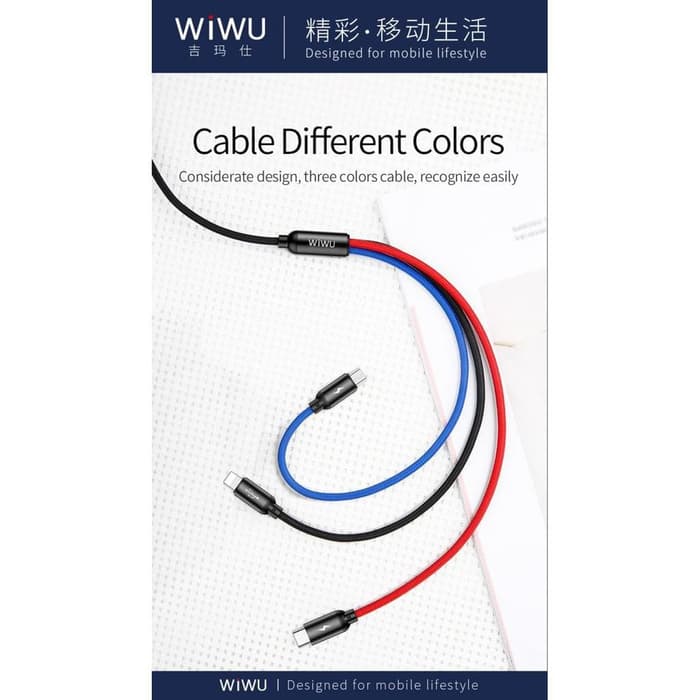 WiWU
吉玛仕
精彩·移动生活
Designed for mobile lifestyle
Cable Different Colors
Considerate design, three colors cable, recognize easily
WiWU
WiWU | Designed for mobile lifestyle